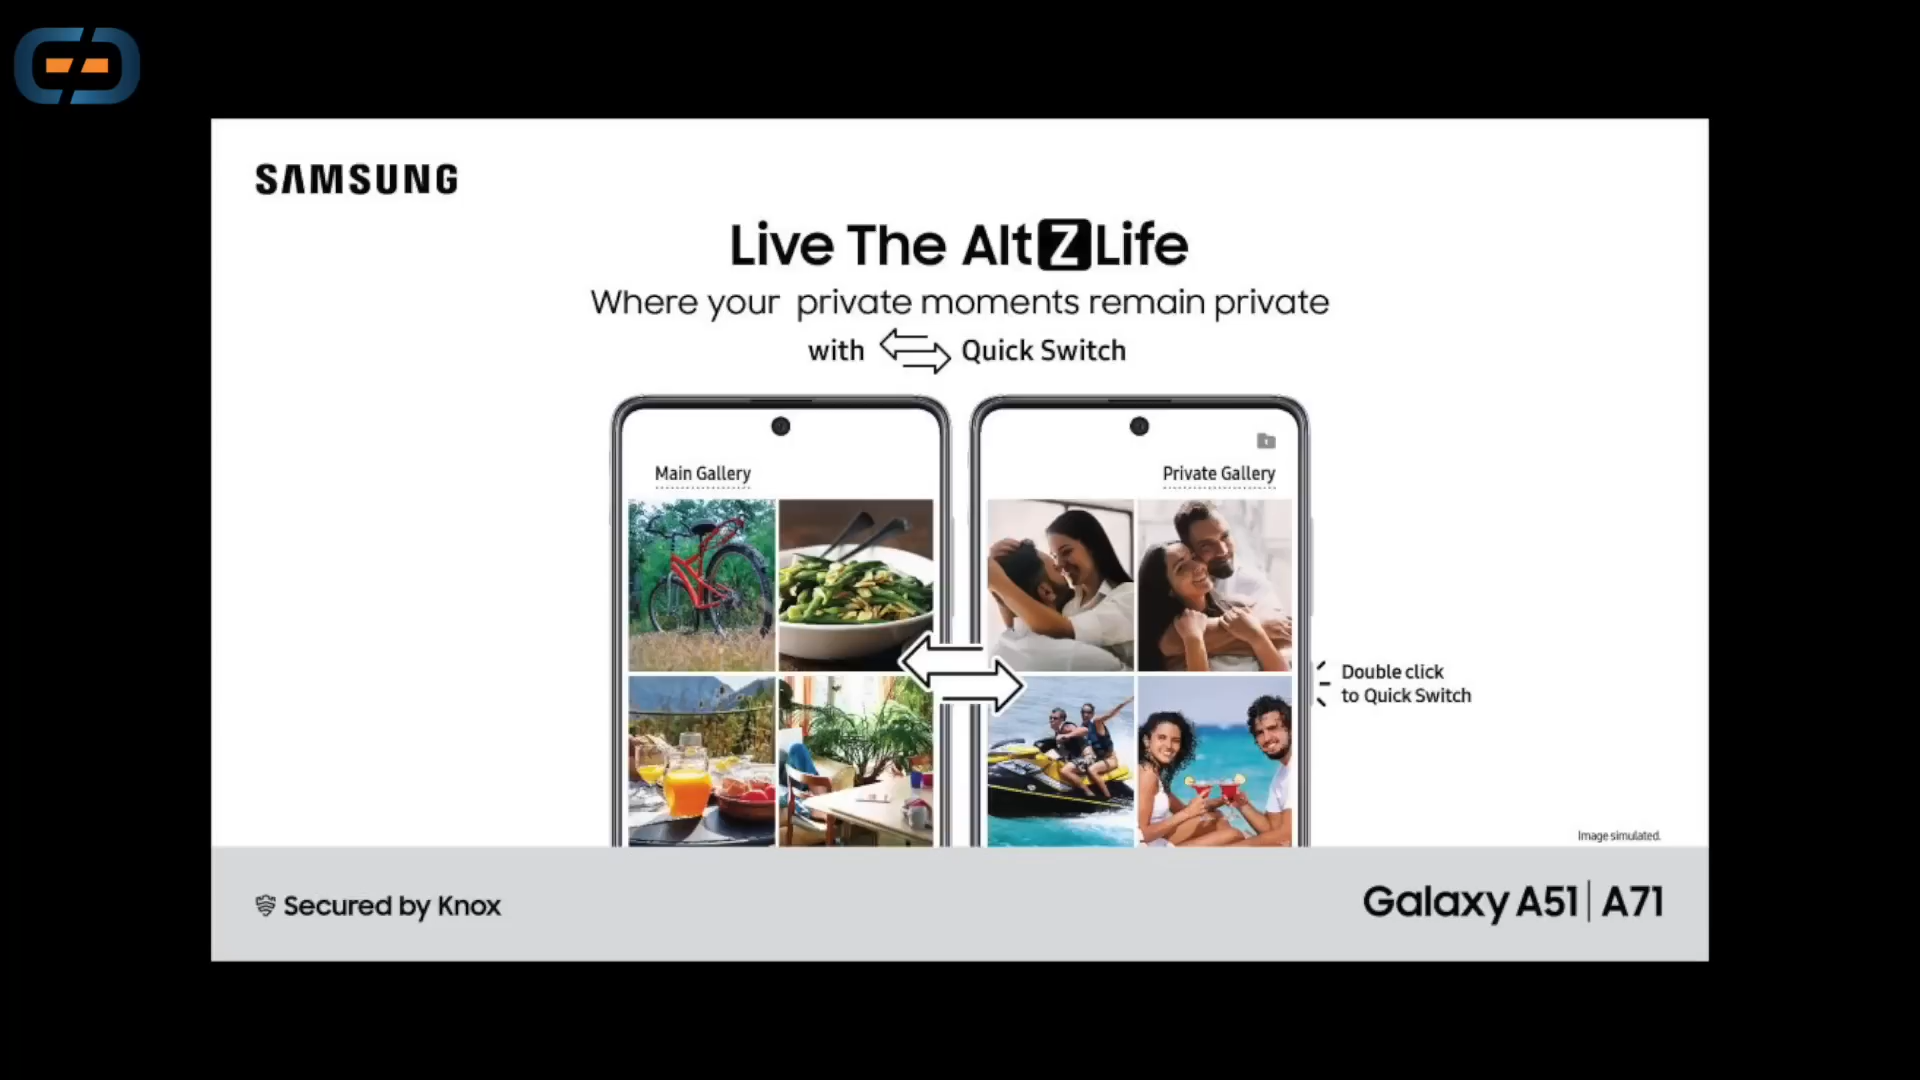 SAMSUNG
Live The Alt Z Life
Where your private moments remain private
with Quick Switch
Main Gallery
Private Gallery
Double click
to Quick Switch
Image simulated.
Secured by Knox
Galaxy A51 | A71